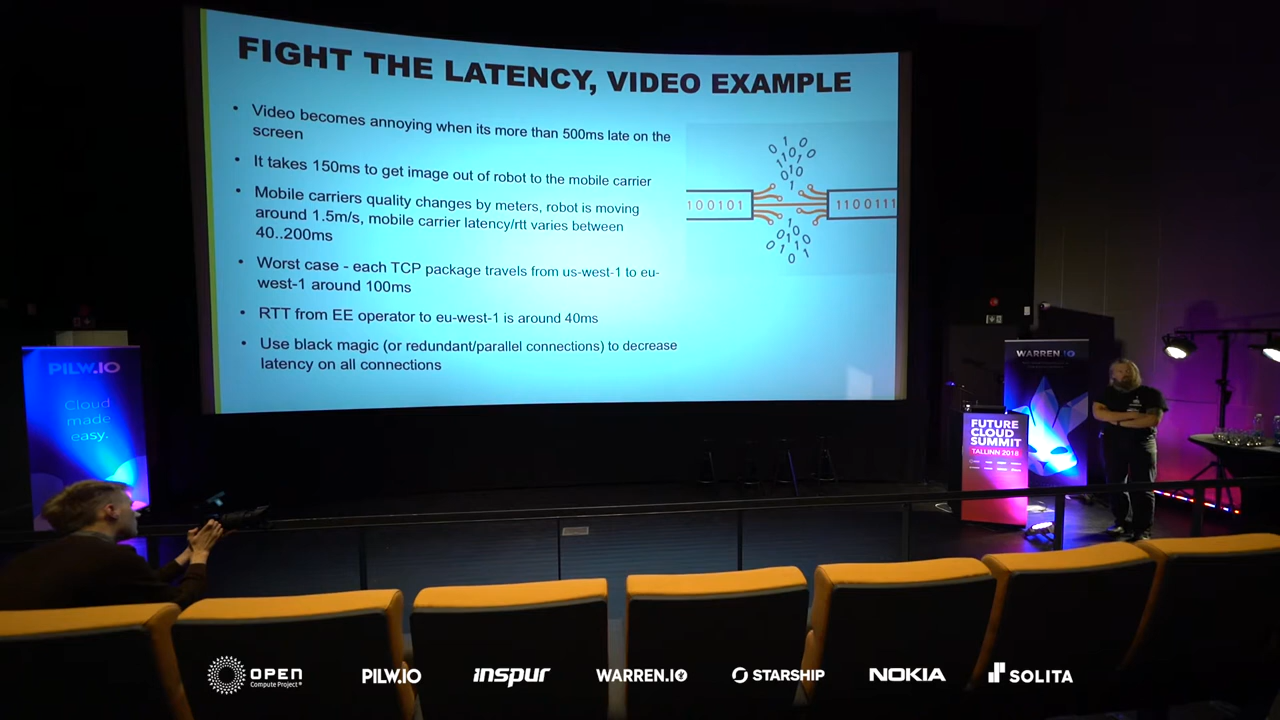 FIGHT THE LATENCY, VIDEO EXAMPLE
• Video becomes annoying when its more than 500ms late on the
screen
• It takes 150ms to get image out of robot to the mobile carrier
• Mobile carriers quality changes by meters, robot is moving
around 1.5m/s, mobile carrier latency/rtt varies between
40..200ms
• Worst case - each TCP package travels from us-west-1 to eu-
west-1 around 100ms
• RTT from EE operator to eu-west-1 is around 40ms
• Use black magic (or redundant/parallel connections) to decrease
latency on all connections
100101
1100111
PILW.IO
Cloud
made
easy.
WARREN.IO
FUTURE
CLOUD
SUMMIT
TALLINN 2018
OPEN
Compute Project®
PILW.IO
inspur
WARREN.IO
STARSHIP
NOKIA
SOLITA